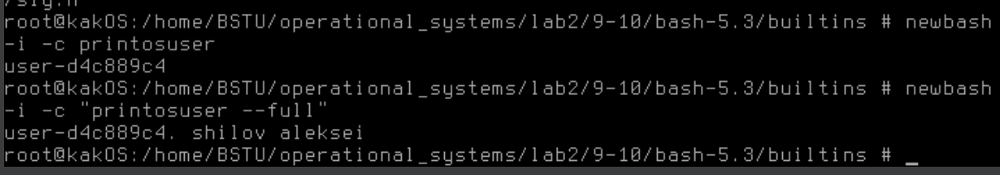 /sig.h
root@kakOS:/home/BSTU/operational_systems/lab2/9-10/bash-5.3/builtins # newbash
-i -c printosuser
user-d4c889c4
root@kakOS:/home/BSTU/operational_systems/lab2/9-10/bash-5.3/builtins # newbash
-i -c "printosuser --full"
user-d4c889c4. shilov aleksei
root@kakOS:/home/BSTU/operational_systems/lab2/9-10/bash-5.3/builtins # _